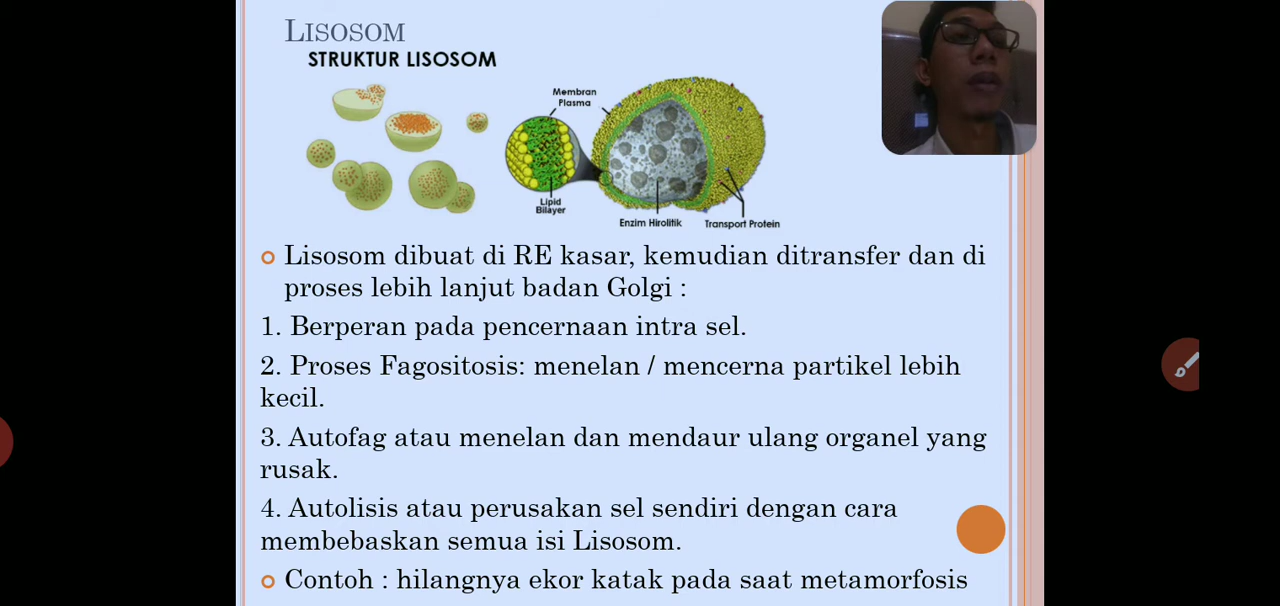 LISOSOM
STRUKTUR LISOSOM
Membran
Plasma
Lipid
Bilayer
Enzim Hirolitik
Transport Protein
Lisosom dibuat di RE kasar, kemudian ditransfer dan di
proses lebih lanjut badan Golgi :
1. Berperan pada pencernaan intra sel.
2. Proses Fagositosis: menelan / mencerna partikel lebih
kecil.
3. Autofag atau menelan dan mendaur ulang organel yang
rusak.
4. Autolisis atau perusakan sel sendiri dengan cara
membebaskan semua isi Lisosom.
Contoh : hilangnya ekor katak pada saat metamorfosis